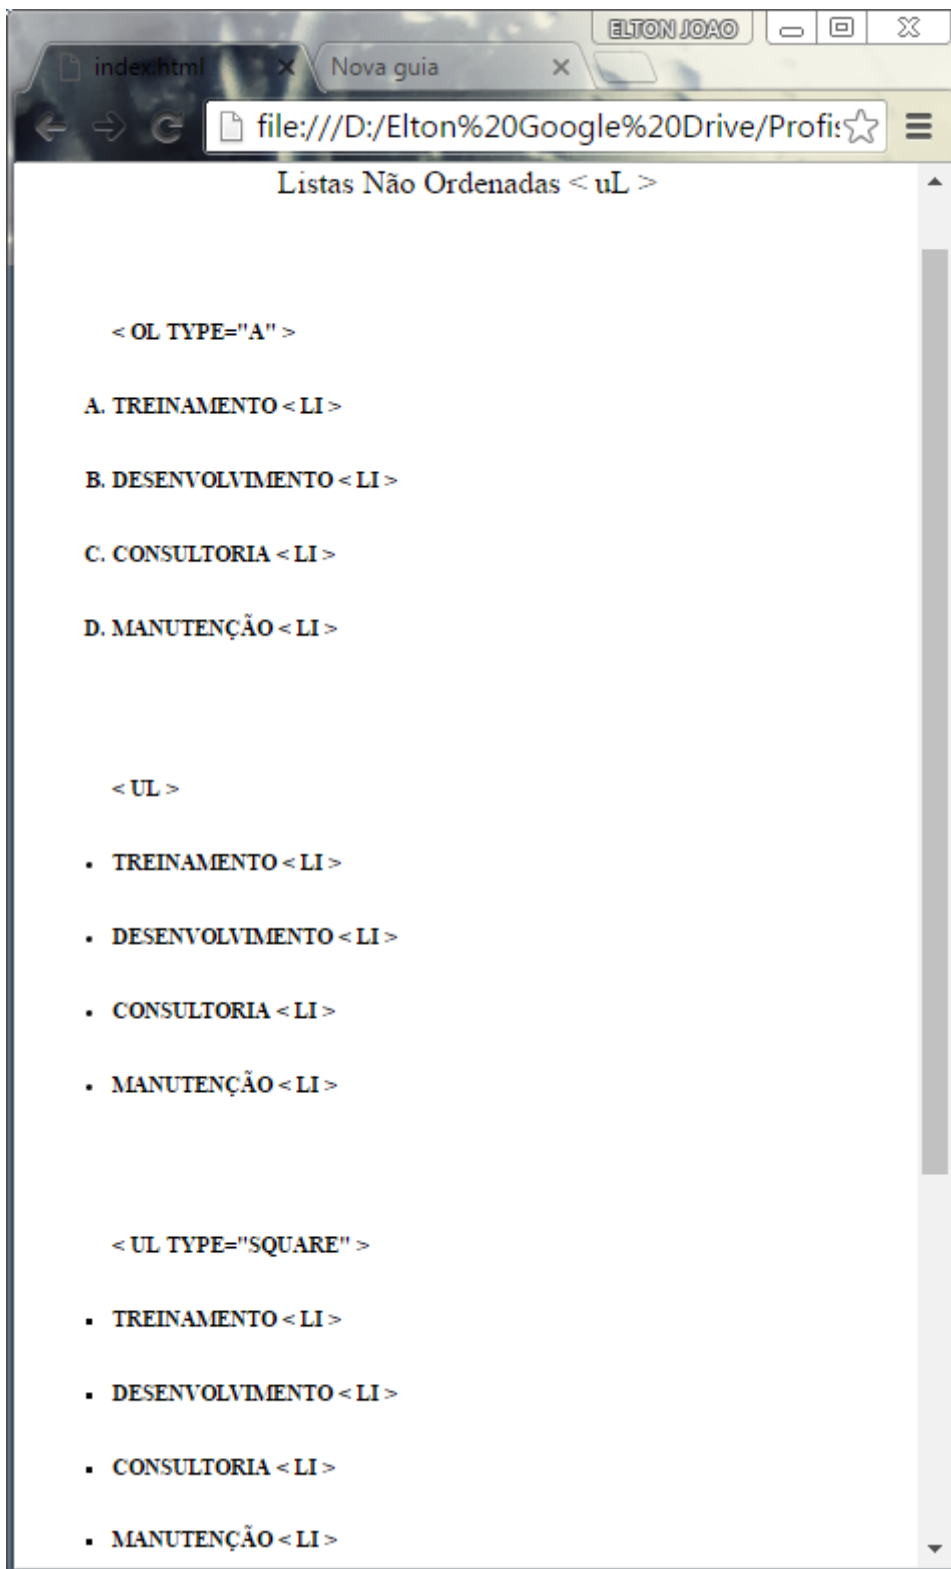 ELTON JOAO
index.html
Nova guia
file:///D:/Elton%20Google%20Drive/Profis
Listas Não Ordenadas < uL >
< OL TYPE="A" >
A. TREINAMENTO < LI >
B. DESENVOLVIMENTO < LI >
C. CONSULTORIA < LI >
D. MANUTENÇÃO < LI >
< UL >
• TREINAMENTO < LI >
• DESENVOLVIMENTO < LI >
• CONSULTORIA < LI >
• MANUTENÇÃO < LI >
< UL TYPE="SQUARE" >
▪ TREINAMENTO < LI >
▪ DESENVOLVIMENTO < LI >
▪ CONSULTORIA < LI >
▪ MANUTENÇÃO < LI >